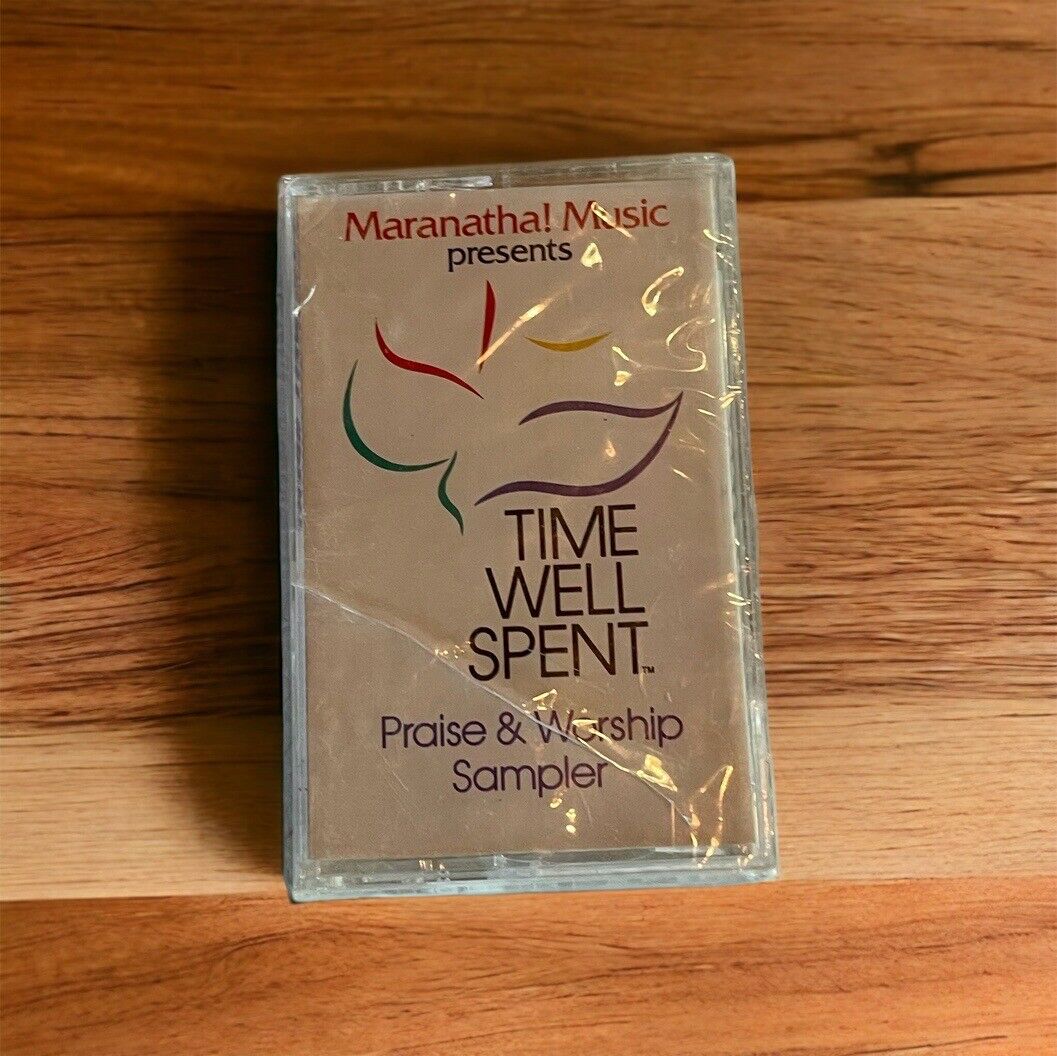 Maranatha! Music
presents
TIME
WELL
SPENT™
Praise & Worship
Sampler